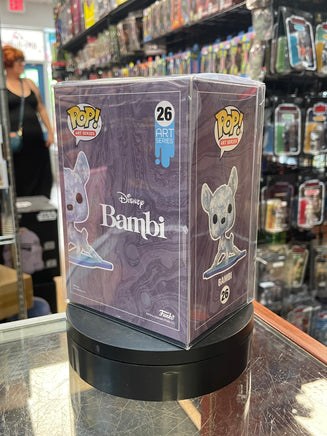 POP!
ART SERIES
26
ART
SERIES
Disney
Bambi
Funko
POP!
ART SERIES
BAMBI
26